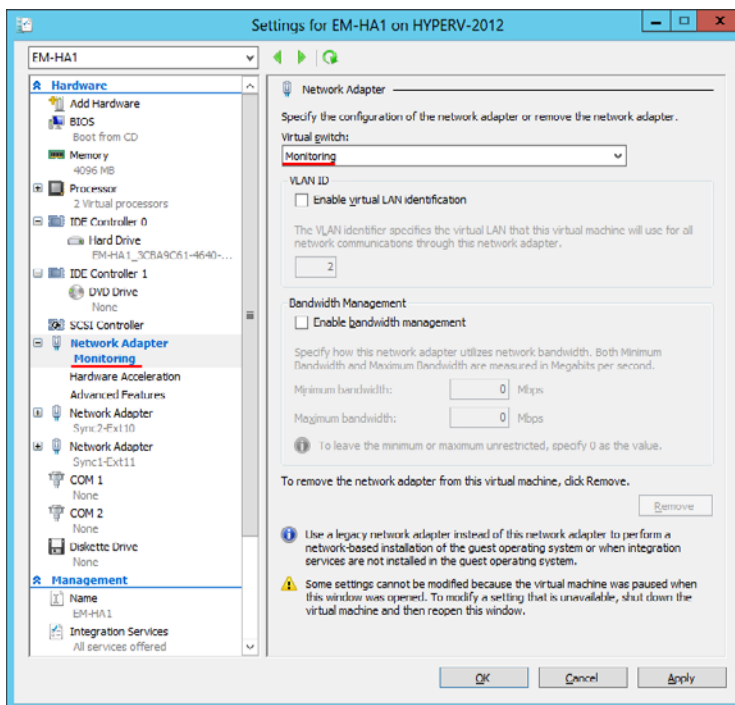 Settings for EM-HA1 on HYPERV-2012
EM-HA1
Hardware
Add Hardware
BIOS
Boot from CD
Memory
4096 MB
Processor
2 Virtual processors
IDE Controller 0
Hard Drive
EM-HA1_3CBA9C61-4640-...
IDE Controller 1
DVD Drive
None
SCSI Controller
Network Adapter
Monitoring
Hardware Acceleration
Advanced Features
Network Adapter
Sync2-Ext10
Network Adapter
Sync1-Ext11
COM 1
None
COM 2
None
Diskette Drive
None
Management
Name
EM-HA1
Integration Services
All services offered
Network Adapter
Specify the configuration of the network adapter or remove the network adapter.
Virtual switch:
Monitoring
VLAN ID
Enable virtual LAN identification
The VLAN identifier specifies the virtual LAN that this virtual machine will use for all
network communications through this network adapter.
2
Bandwidth Management
Enable bandwidth management
Specify how this network adapter utilizes network bandwidth. Both Minimum
Bandwidth and Maximum Bandwidth are measured in Megabits per second.
Minimum bandwidth: 0 Mbps
Maximum bandwidth: 0 Mbps
To leave the minimum or maximum unrestricted, specify 0 as the value.
To remove the network adapter from this virtual machine, click Remove.
Remove
Use a legacy network adapter instead of this network adapter to perform a
network-based installation of the guest operating system or when integration
services are not installed in the guest operating system.
Some settings cannot be modified because the virtual machine was paused when
this window was opened. To modify a setting that is unavailable, shut down the
virtual machine and then reopen this window.
OK Cancel Apply